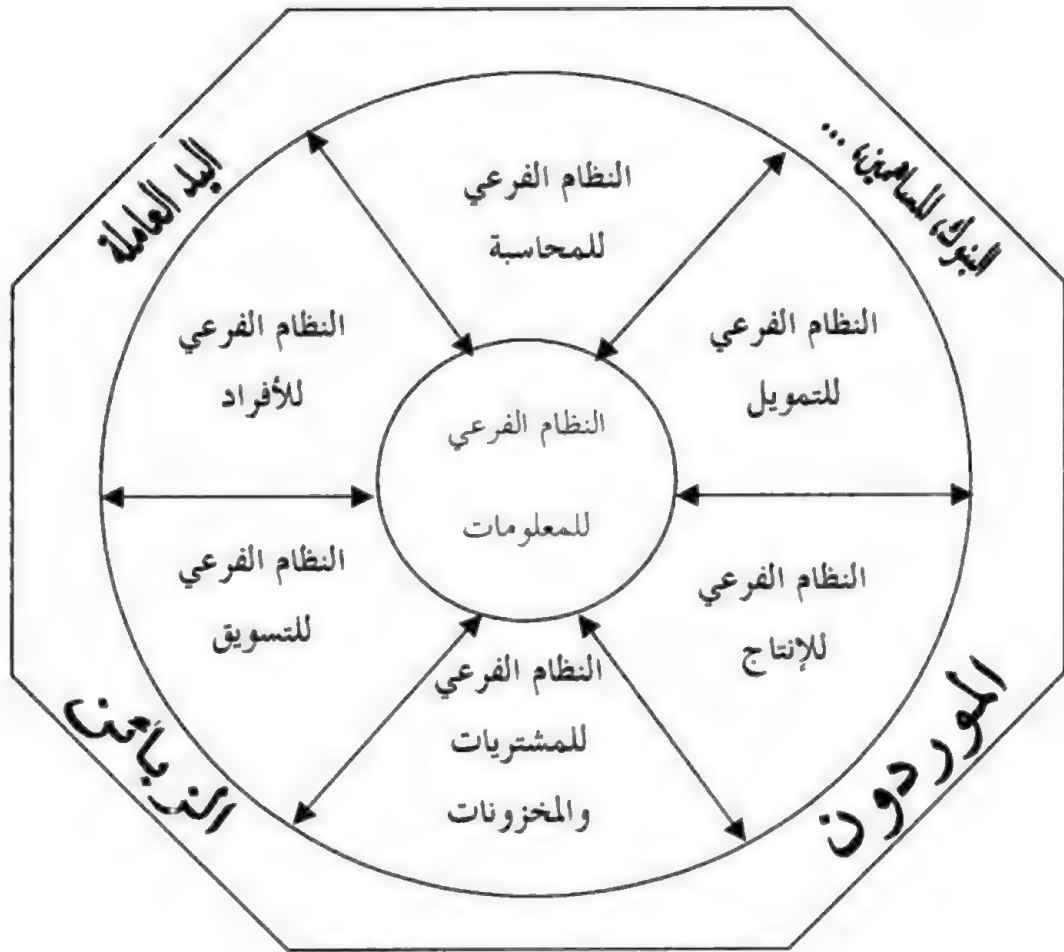 البنوك، المساهمين، ...
اليد العاملة
النظام الفرعي
للمحاسبة
النظام الفرعي
للتمويل
النظام الفرعي
للأفراد
النظام الفرعي
للمعلومات
النظام الفرعي
للإنتاج
النظام الفرعي
للتسويق
النظام الفرعي
للمشتريات
والمخزونات
الموردون
الزبائن